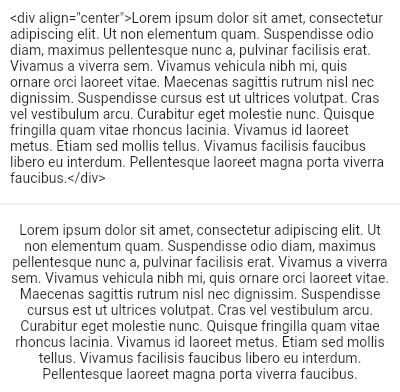 <div align="center">Lorem ipsum dolor sit amet, consectetur
adipiscing elit. Ut non elementum quam. Suspendisse odio
diam, maximus pellentesque nunc a, pulvinar facilisis erat.
Vivamus a viverra sem. Vivamus vehicula nibh mi, quis
ornare orci laoreet vitae. Maecenas sagittis rutrum nisl nec
dignissim. Suspendisse cursus est ut ultrices volutpat. Cras
vel vestibulum arcu. Curabitur eget molestie nunc. Quisque
fringilla quam vitae rhoncus lacinia. Vivamus id laoreet
metus. Etiam sed mollis tellus. Vivamus facilisis faucibus
libero eu interdum. Pellentesque laoreet magna porta viverra
faucibus.</div>
Lorem ipsum dolor sit amet, consectetur adipiscing elit. Ut
non elementum quam. Suspendisse odio diam, maximus
pellentesque nunc a, pulvinar facilisis erat. Vivamus a viverra
sem. Vivamus vehicula nibh mi, quis ornare orci laoreet vitae.
Maecenas sagittis rutrum nisl nec dignissim. Suspendisse
cursus est ut ultrices volutpat. Cras vel vestibulum arcu.
Curabitur eget molestie nunc. Quisque fringilla quam vitae
rhoncus lacinia. Vivamus id laoreet metus. Etiam sed mollis
tellus. Vivamus facilisis faucibus libero eu interdum.
Pellentesque laoreet magna porta viverra faucibus.